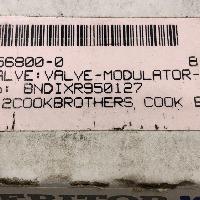 56800-0 B
ALVE:VALVE-MODULATOR-
: BNDIXR950127
2COOKBROTHERS, COOK B